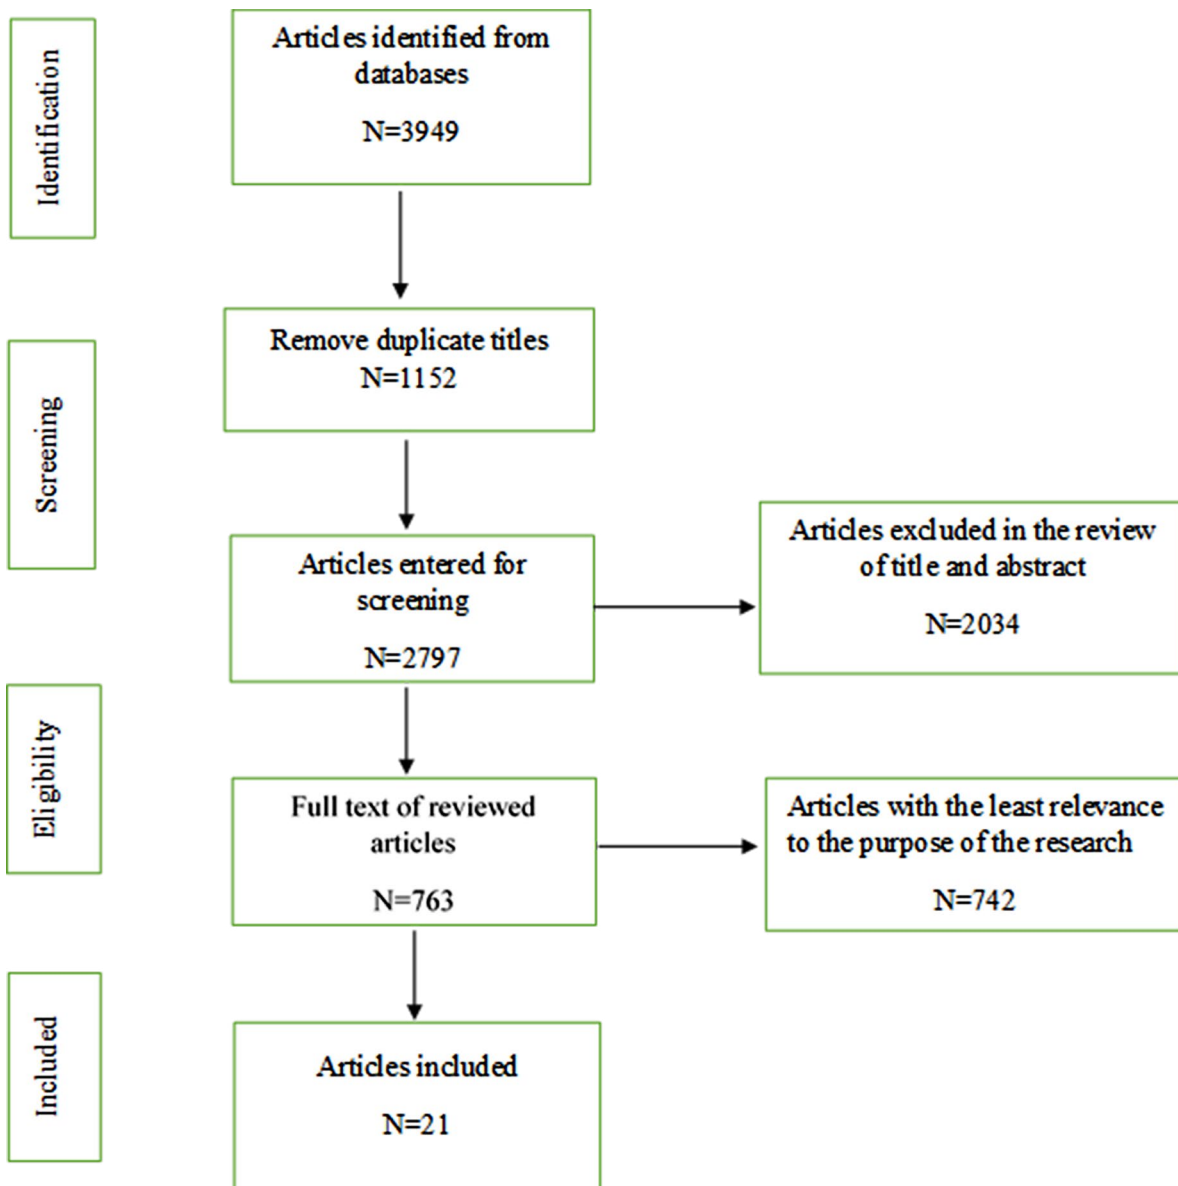 Identification
Articles identified from
databases
N=3949
Remove duplicate titles
N=1152
Screening
Articles entered for
screening
N=2797
Articles excluded in the review
of title and abstract
N=2034
Eligibility
Full text of reviewed
articles
N=763
Articles with the least relevance
to the purpose of the research
N=742
Included
Articles included
N=21